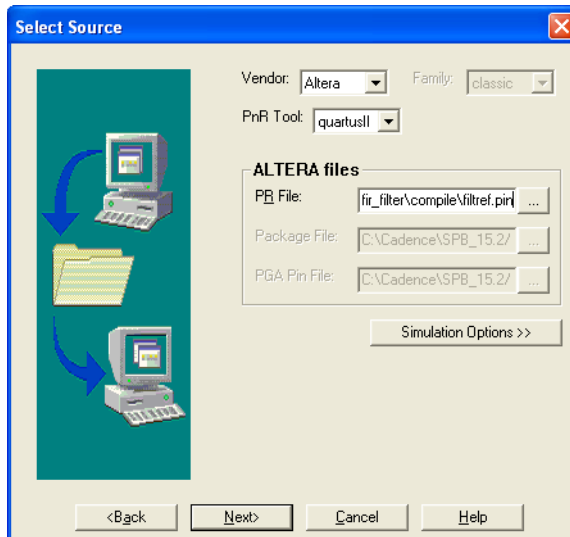 Select Source
Vendor: Altera Family: classic
PnR Tool: quartusII
ALTERA files
PR File: fir_filter\compile\filtref.pin ...
Package File: C:\Cadence\SPB_15.2/ ...
PGA Pin File: C:\Cadence\SPB_15.2/ ...
Simulation Options >>
<Back Next> Cancel Help